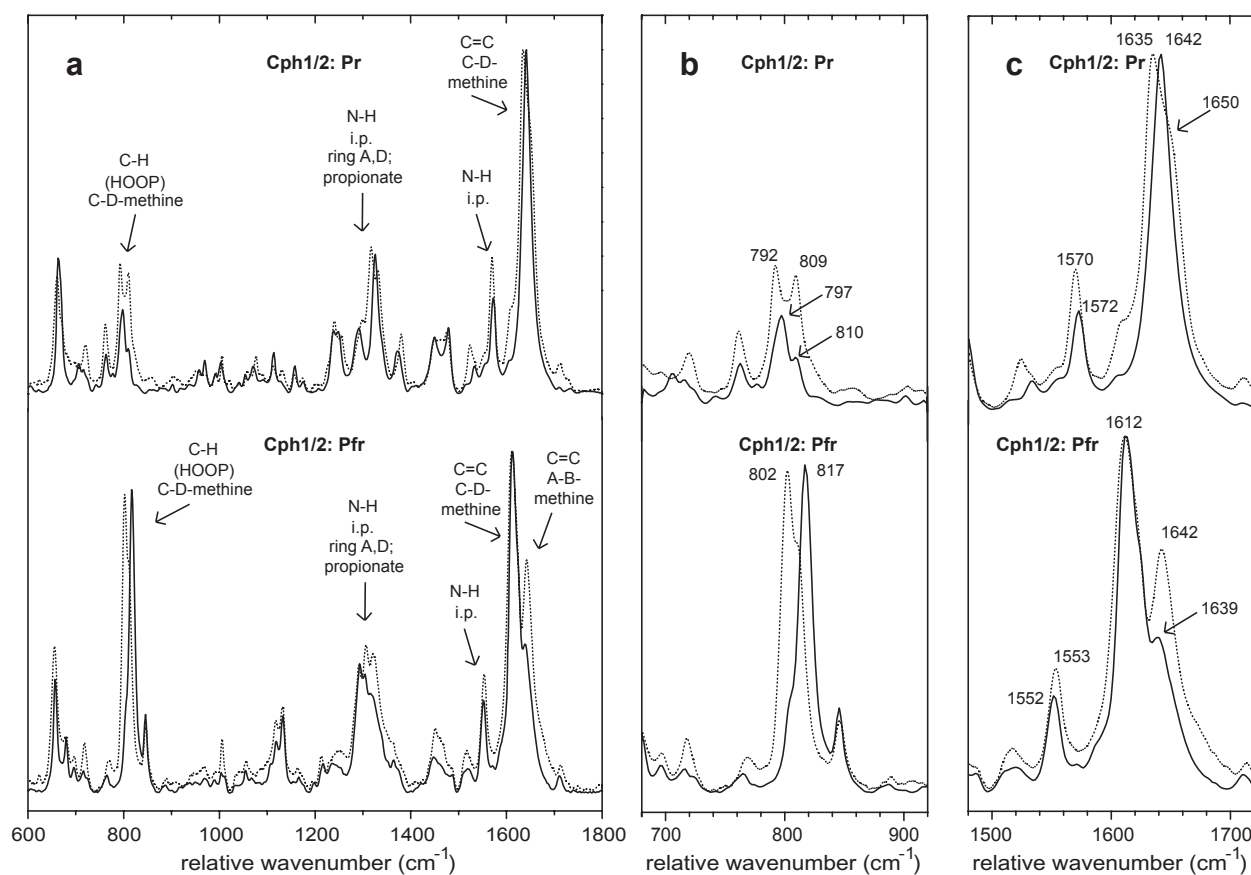 a
Cph1/2: Pr
C=C
C-D-
methine
N-H
i.p.
ring A,D;
propionate
C-H
(HOOP)
C-D-methine
N-H
i.p.
Cph1/2: Pfr
C-H
(HOOP)
C-D-methine
N-H
i.p.
ring A,D;
propionate
C=C
C-D-
methine
C=C
A-B-
methine
N-H
i.p.
600 800 1000 1200 1400 1600 1800
relative wavenumber (cm-1)
b
Cph1/2: Pr
792
809
797
810
Cph1/2: Pfr
802
817
700 800 900
relative wavenumber (cm-1)
c
1635
1642
Cph1/2: Pr
1650
1570
1572
1612
Cph1/2: Pfr
1642
1639
1553
1552
1500 1600 1700
relative wavenumber (cm-1)